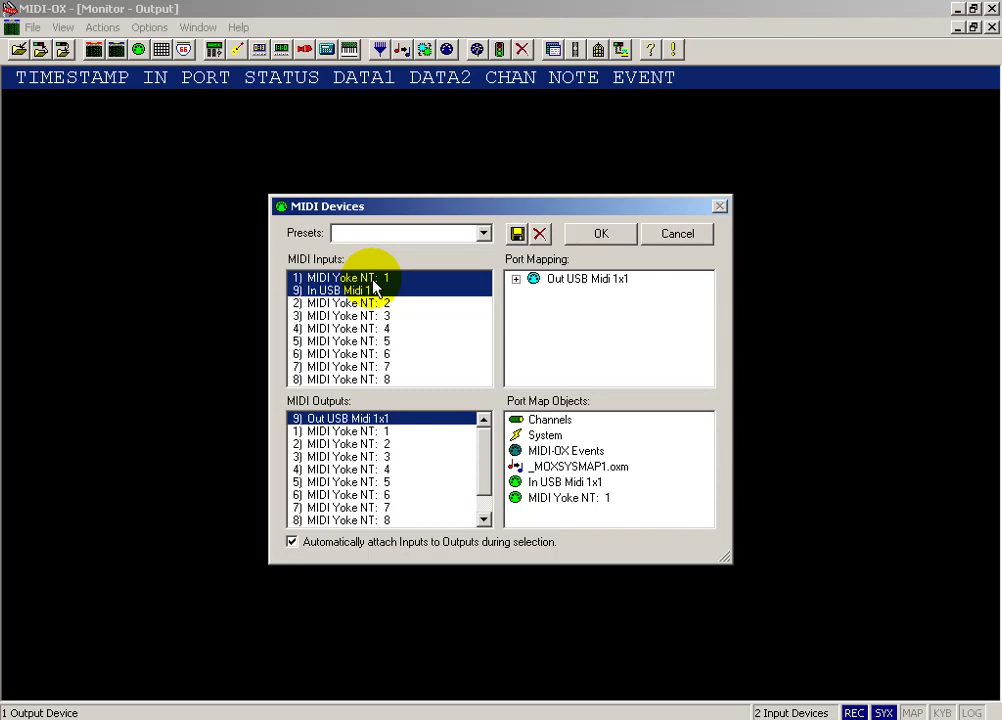 MIDI-OX - [Monitor - Output]
File View Actions Options Window Help
TIMESTAMP IN PORT STATUS DATA1 DATA2 CHAN NOTE EVENT
MIDI Devices
Presets:
OK
Cancel
MIDI Inputs:
1) MIDI Yoke NT: 1
9) In USB Midi 1
2) MIDI Yoke NT: 2
3) MIDI Yoke NT: 3
4) MIDI Yoke NT: 4
5) MIDI Yoke NT: 5
6) MIDI Yoke NT: 6
7) MIDI Yoke NT: 7
8) MIDI Yoke NT: 8
Port Mapping:
Out USB Midi 1x1
MIDI Outputs:
9) Out USB Midi 1x1
1) MIDI Yoke NT: 1
2) MIDI Yoke NT: 2
3) MIDI Yoke NT: 3
4) MIDI Yoke NT: 4
5) MIDI Yoke NT: 5
6) MIDI Yoke NT: 6
7) MIDI Yoke NT: 7
8) MIDI Yoke NT: 8
Port Map Objects:
Channels
System
MIDI-OX Events
_MOXSYSMAP1.oxm
In USB Midi 1x1
MIDI Yoke NT: 1
Automatically attach Inputs to Outputs during selection.
1 Output Device
2 Input Devices
REC SYX MAP KYB LOG